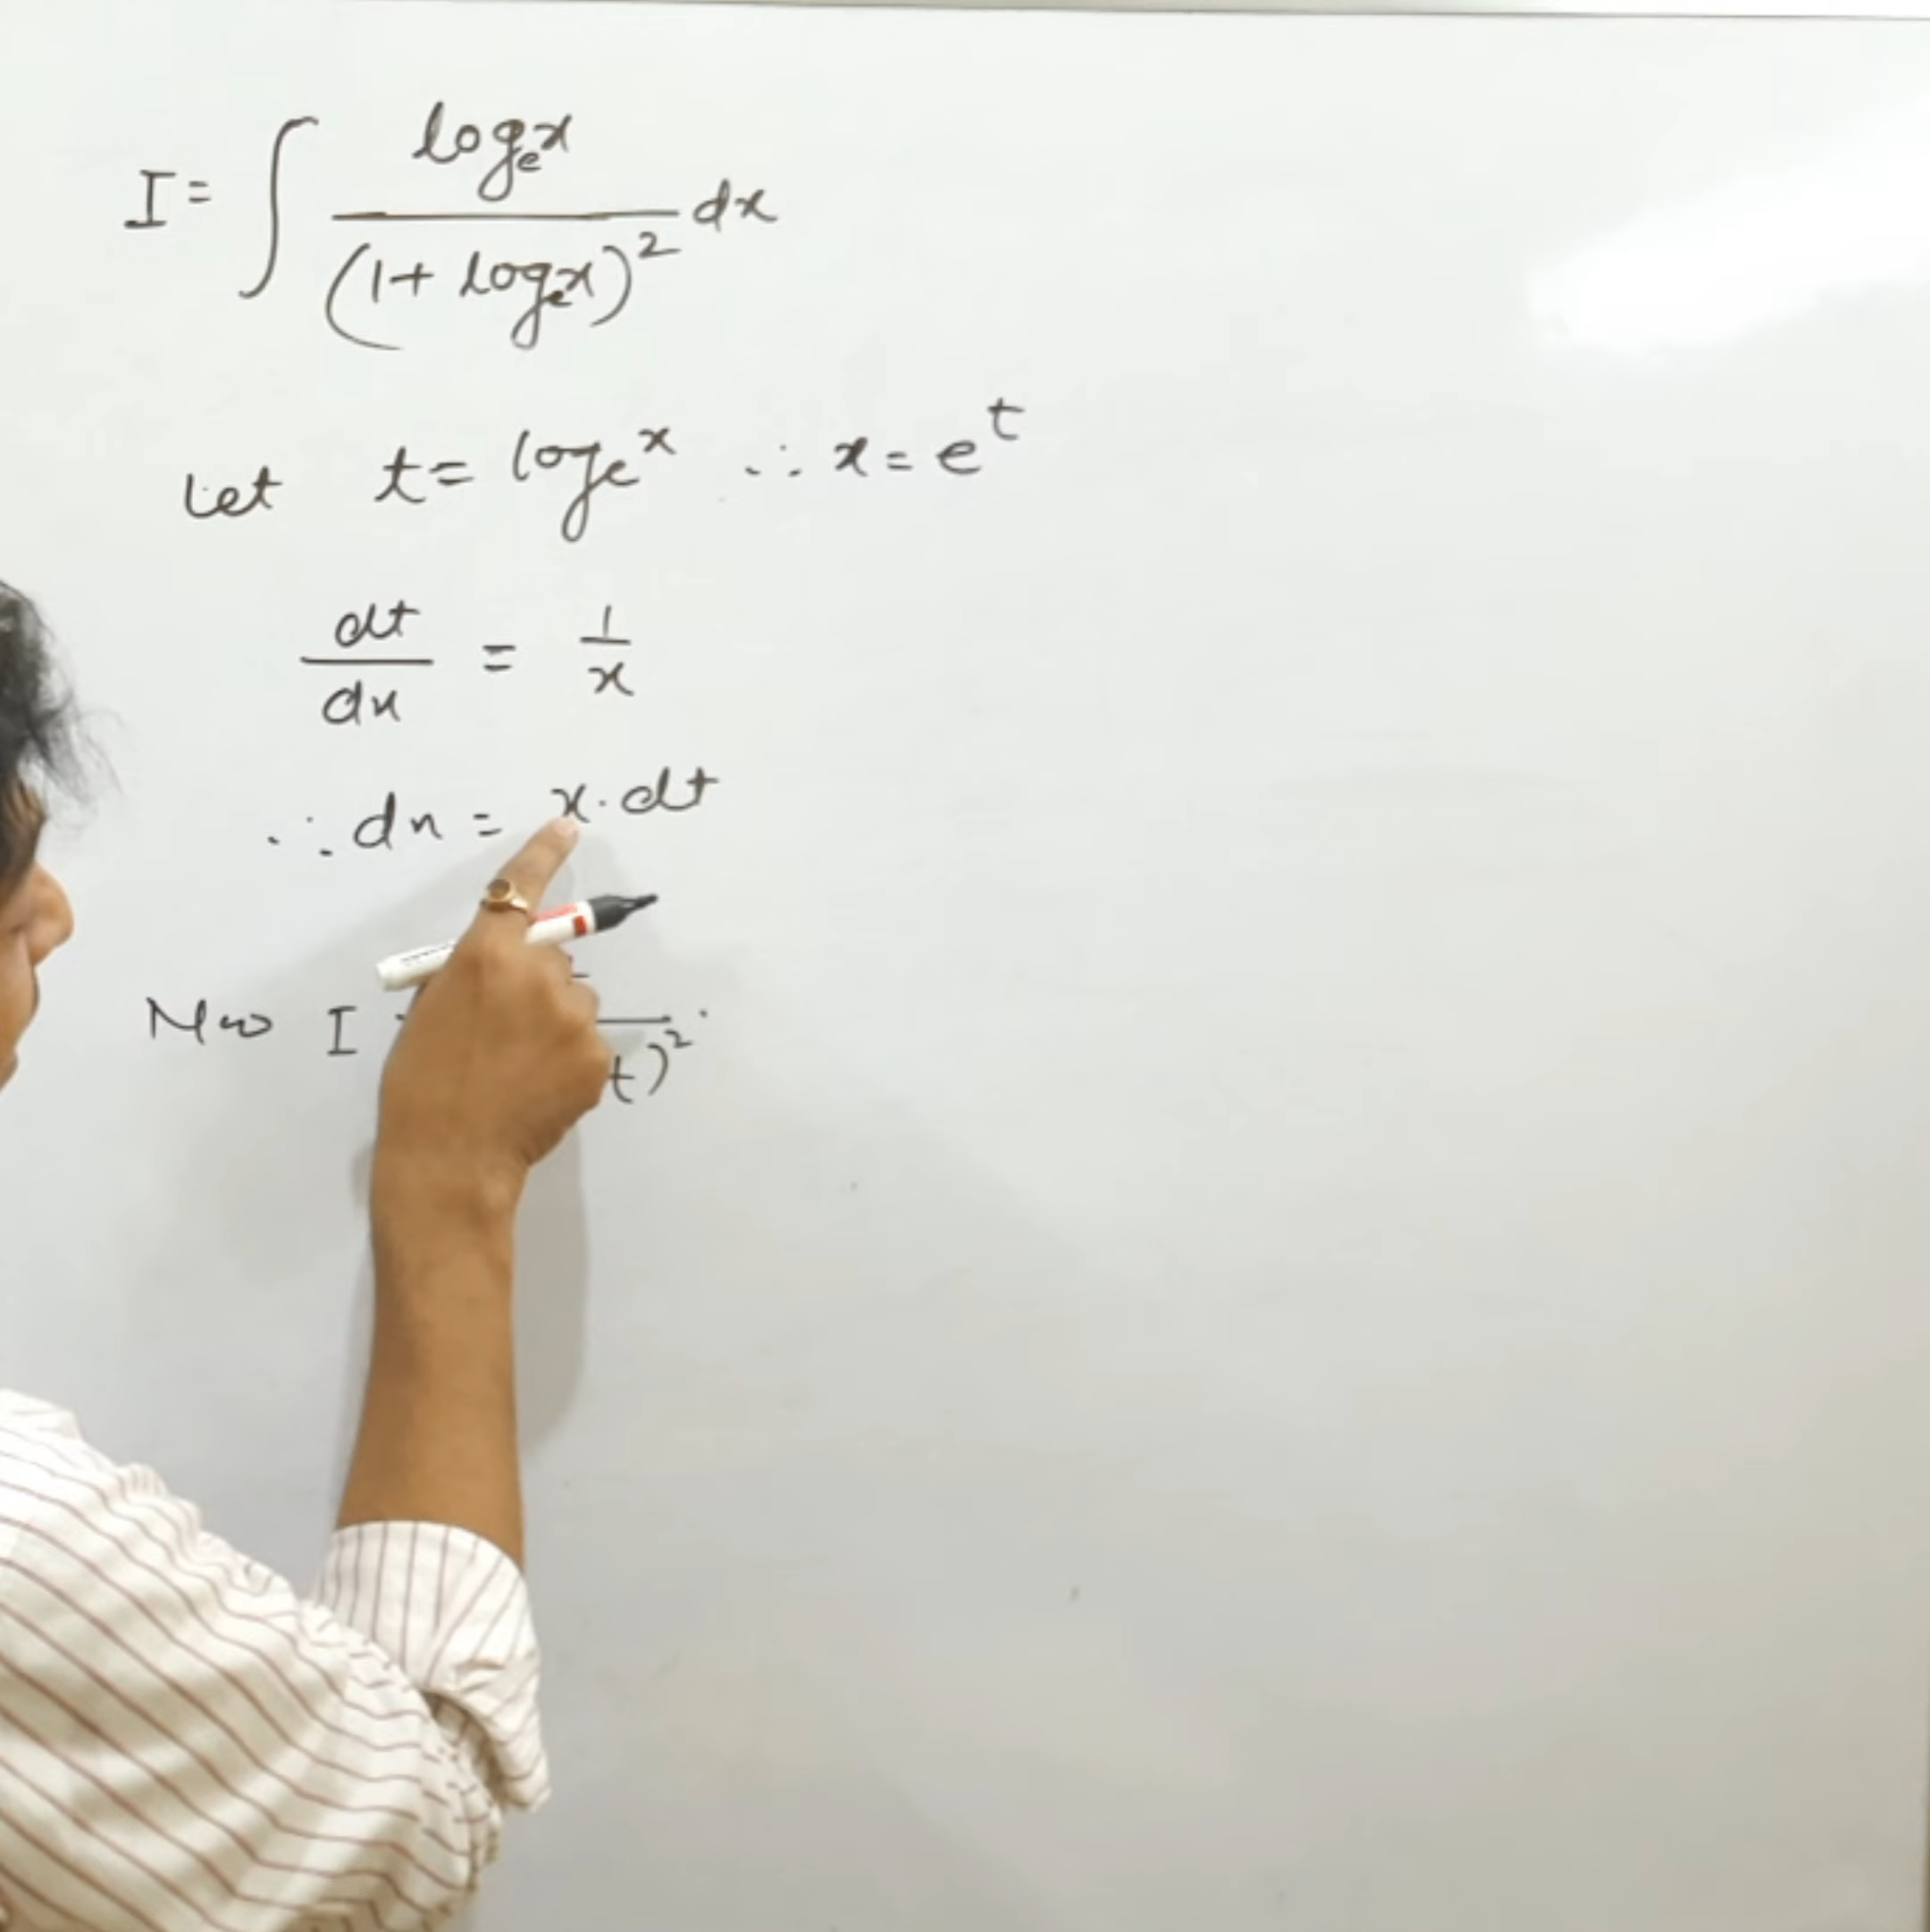 I = ∫ logₑx / (1 + logₑx)² dx
Let t = logₑx ∴ x = eᵗ
dt/dx = 1/x
∴ dx = x · dt
Now I t)² ·